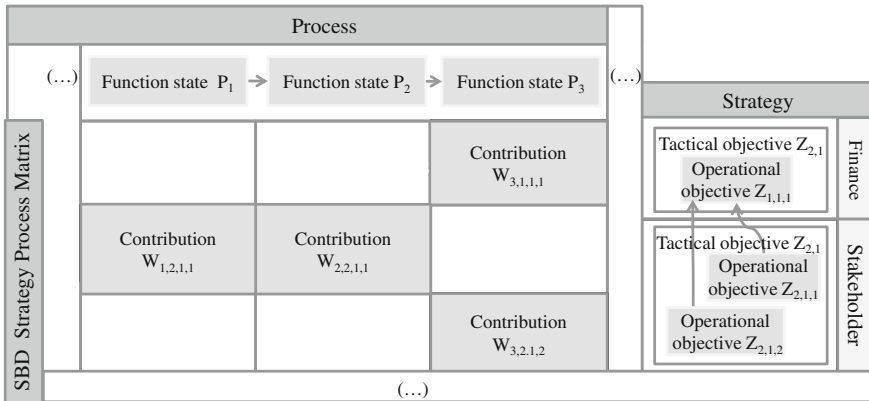 Process
(...) Function state P1 Function state P2 Function state P3 (...)
Strategy
SBD Strategy Process Matrix
Contribution
W3,1,1,1
Tactical objective Z2,1
Operational
objective Z1,1,1
Finance
Contribution
W1,2,1,1
Contribution
W2,2,1,1
Tactical objective Z2,1
Operational
objective Z2,1,1
Stakeholder
Contribution
W3,2.1,2
Operational
objective Z2,1,2
(...)